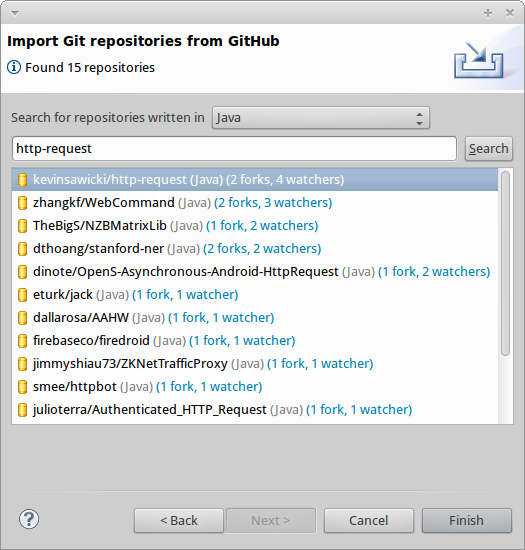 Import Git repositories from GitHub
Found 15 repositories
Search for repositories written in Java
http-request Search
kevinsawicki/http-request (Java) (2 forks, 4 watchers)
zhangkf/WebCommand (Java) (2 forks, 3 watchers)
TheBigS/NZBMatrixLib (Java) (1 fork, 2 watchers)
dthoang/stanford-ner (Java) (2 forks, 2 watchers)
dinote/OpenS-Asynchronous-Android-HttpRequest (Java) (1 fork, 2 watchers)
eturk/jack (Java) (1 fork, 1 watcher)
dallarosa/AAHW (Java) (1 fork, 1 watcher)
firebaseco/firedroid (Java) (1 fork, 1 watcher)
jimmyshiau73/ZKNetTrafficProxy (Java) (1 fork, 1 watcher)
smee/httpbot (Java) (1 fork, 1 watcher)
julioterra/Authenticated_HTTP_Request (Java) (1 fork, 1 watcher)
? < Back Next > Cancel Finish